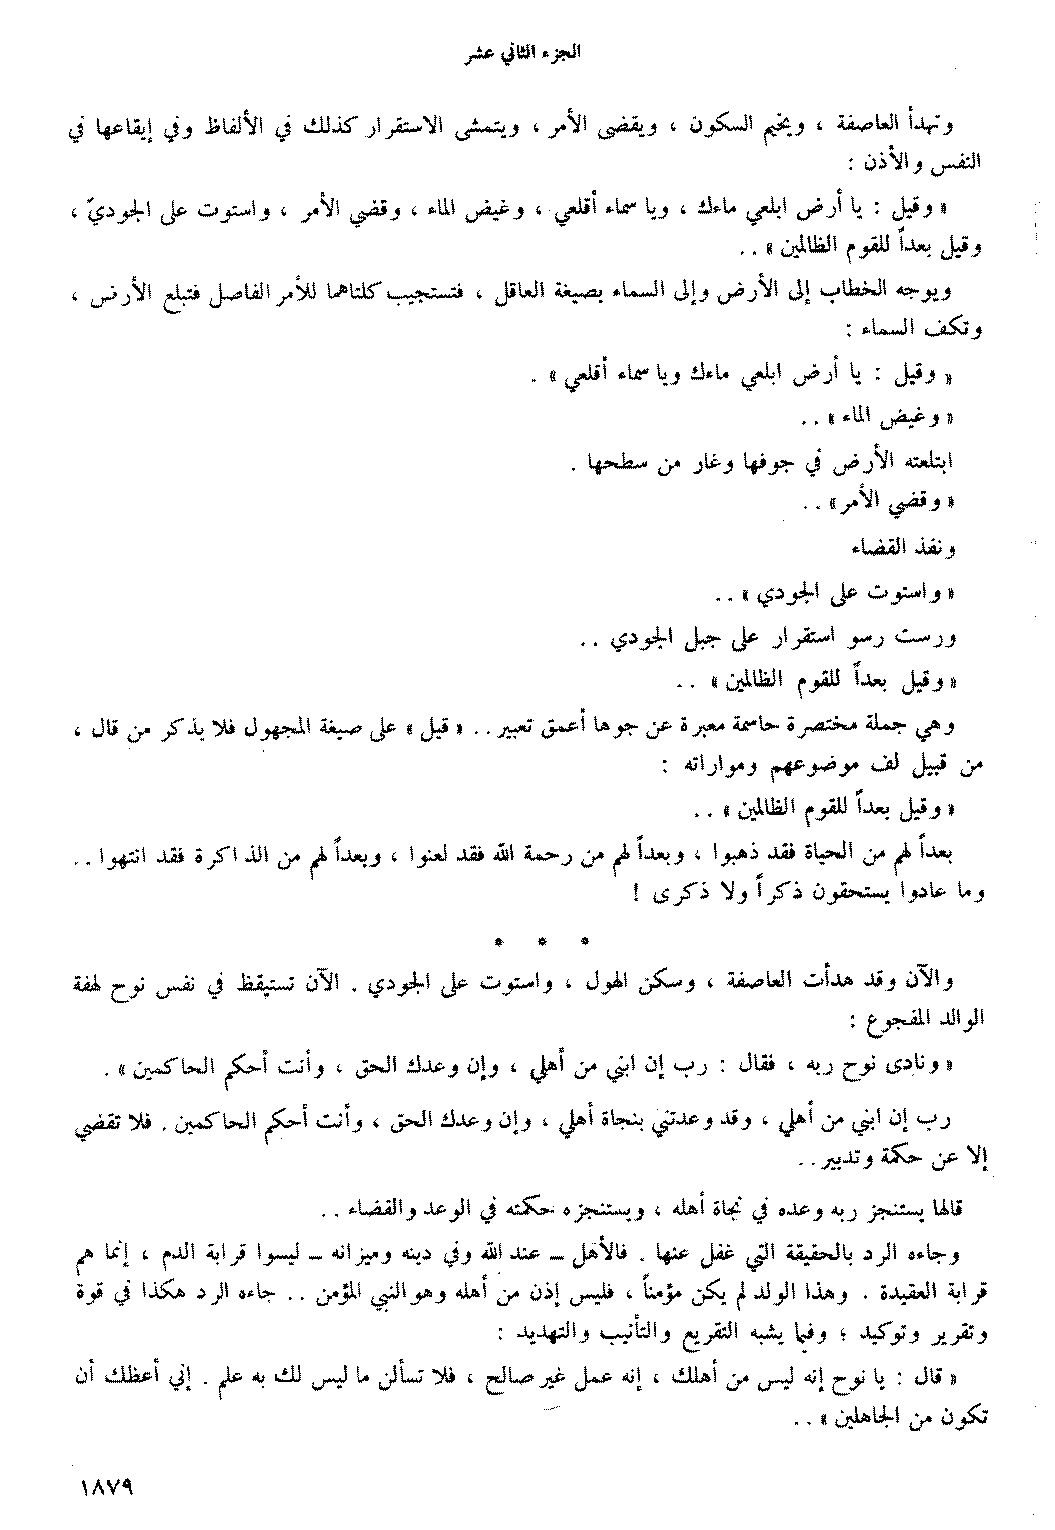 الجزء الثاني عشر
وتهدأ العاصفة ، ويخيم السكون ، ويقضى الأمر ، ويتمشى الاستقرار كذلك في الألفاظ وفي إيقاعها في
النفس والأذن :
« وقيل : يا أرض ابلعي ماءك ، ويا سماء أقلعي ، وغيض الماء ، وقضي الأمر ، واستوت على الجوديّ ،
وقيل بعداً للقوم الظالمين » . .
ويوجه الخطاب إلى الأرض وإلى السماء بصيغة العاقل ، فتستجيب كلتاهما للأمر الفاصل فتبلع الأرض ،
وتكف السماء :
« وقيل : يا أرض ابلعي ماءك ويا سماء أقلعي » .
« وغيض الماء » . .
ابتلعته الأرض في جوفها وغار من سطحها .
« وقضي الأمر » . .
ونفذ القضاء
« واستوت على الجودي » . .
ورست رسو استقرار على جبل الجودي . .
« وقيل بعداً للقوم الظالمين » . .
وهي جملة مختصرة حاسمة معبرة عن جوها أعمق تعبير . . « قيل » على صيغة المجهول فلا يذكر من قال ،
من قبيل لف موضوعهم ومواراته :
« وقيل بعداً للقوم الظالمين » . .
بعداً لهم من الحياة فقد ذهبوا ، وبعداً لهم من رحمة الله فقد لعنوا ، وبعداً لهم من الذاكرة فقد انتهوا . .
وما عادوا يستحقون ذكراً ولا ذكرى !
* * *
والآن وقد هدأت العاصفة ، وسكن الهول ، واستوت على الجودي . الآن تستيقظ في نفس نوح لهفة
الوالد المفجوع :
« ونادى نوح ربه ، فقال : رب إن ابني من أهلي ، وإن وعدك الحق ، وأنت أحكم الحاكمين » .
رب إن ابني من أهلي ، وقد وعدتني بنجاة أهلي ، وإن وعدك الحق ، وأنت أحكم الحاكمين . فلا تقضي
إلا عن حكمة وتدبير . .
قالها يستنجز ربه وعده في نجاة أهله ، ويستنجزه حكمته في الوعد والقضاء . .
وجاءه الرد بالحقيقة التي غفل عنها . فالأهل – عند الله وفي دينه وميزانه – ليسوا قرابة الدم ، إنما هم
قرابة العقيدة . وهذا الولد لم يكن مؤمناً ، فليس إذن من أهله وهو النبي المؤمن . . جاءه الرد هكذا في قوة
وتقرير وتوكيد ؛ وفيما يشبه التقريع والتأنيب والتهديد :
« قال : يا نوح إنه ليس من أهلك ، إنه عمل غير صالح ، فلا تسألن ما ليس لك به علم . إني أعظك أن
تكون من الجاهلين » . .
١٨٧٩